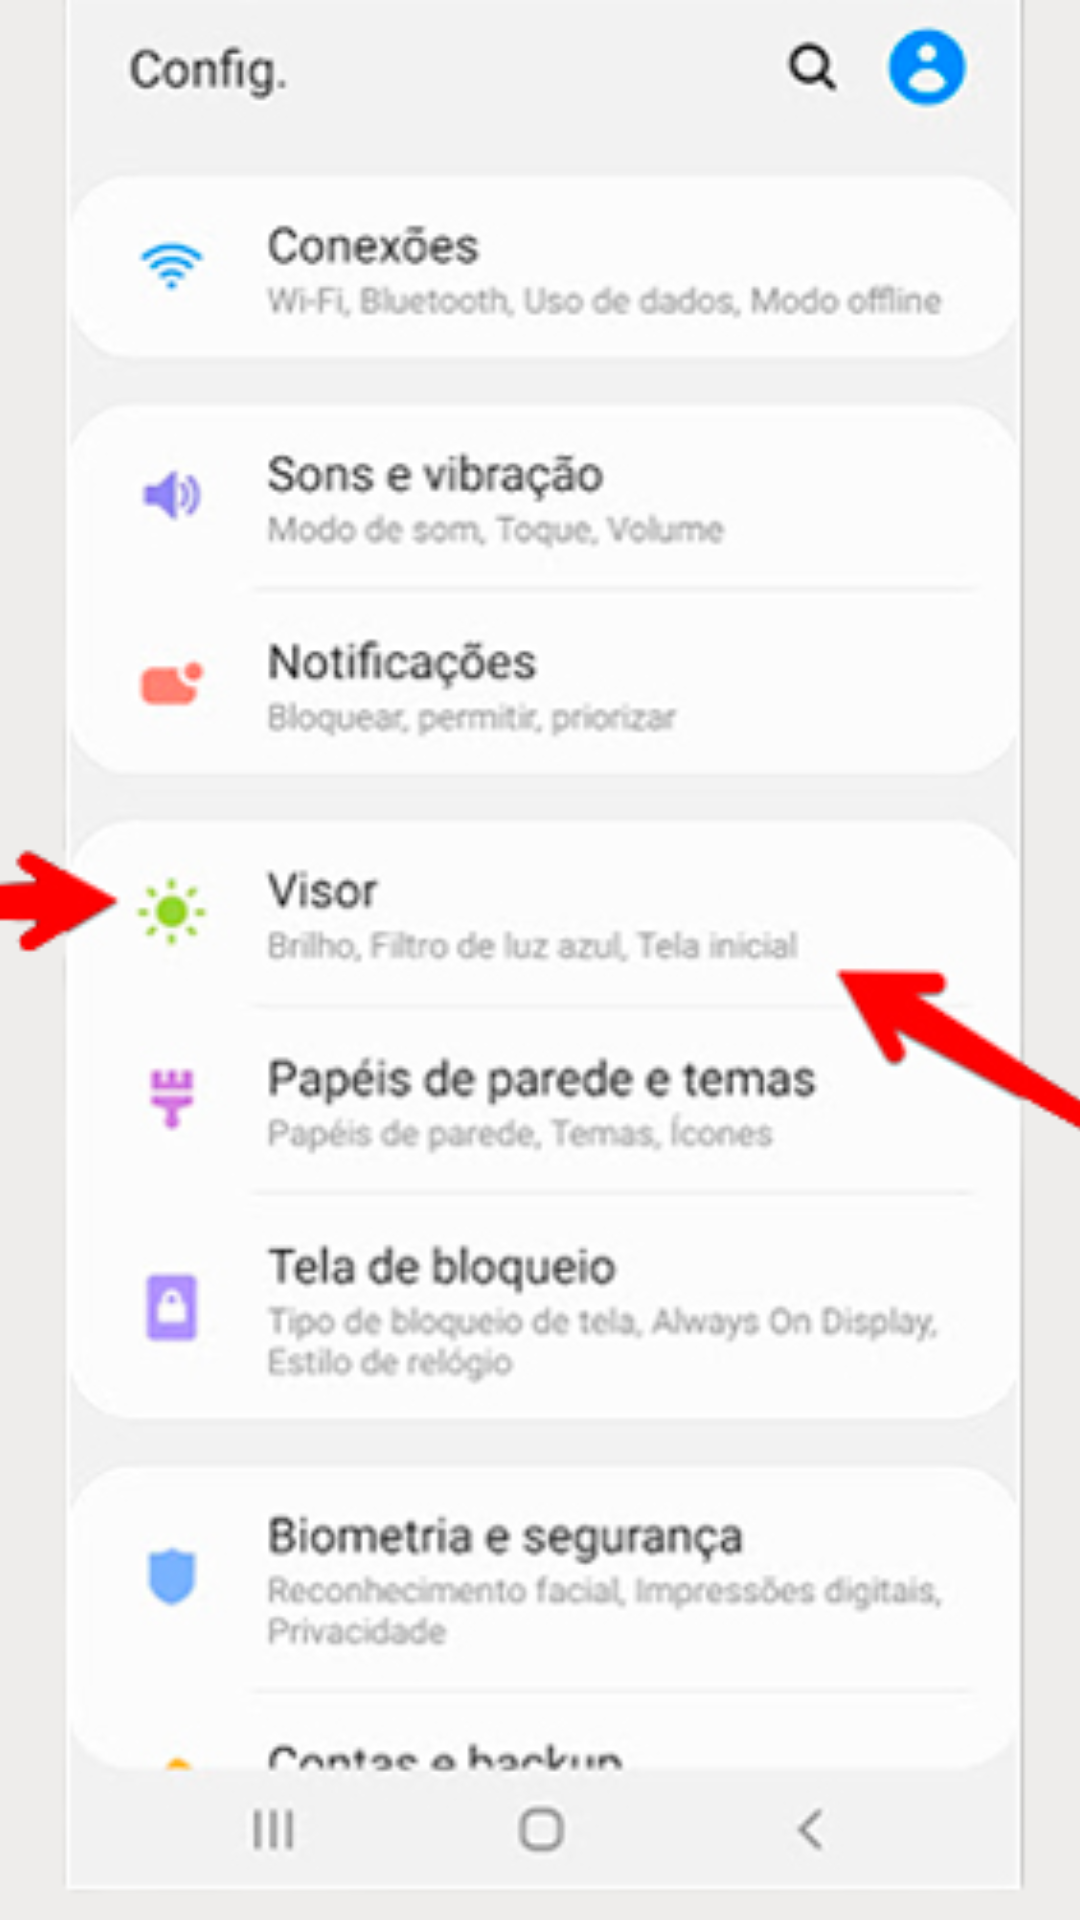 Config.
Conexões
Wi-Fi, Bluetooth, Uso de dados, Modo offline
Sons e vibração
Modo de som, Toque, Volume
Notificações
Bloquear, permitir, priorizar
Visor
Brilho, Filtro de luz azul, Tela inicial
Papéis de parede e temas
Papéis de parede, Temas, Ícones
Tela de bloqueio
Tipo de bloqueio de tela, Always On Display,
Estilo de relógio
Biometria e segurança
Reconhecimento facial, Impressões digitais,
Privacidade
Contas e backup